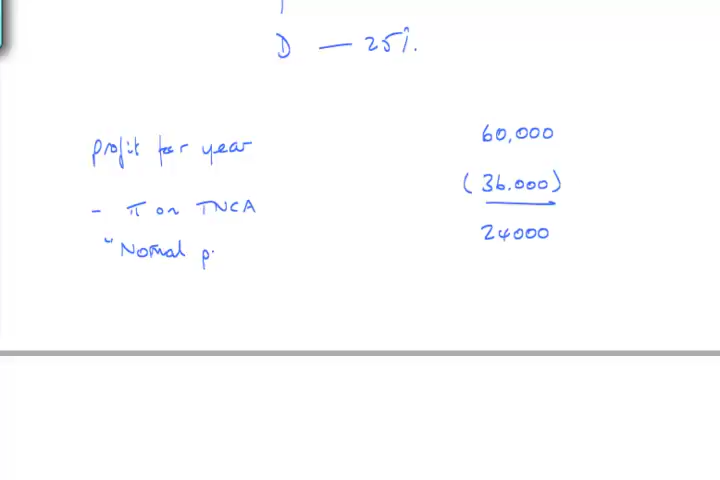 D — 25%.
profit for year 60,000
- π on TNCA (36.000)
"Normal p 24000